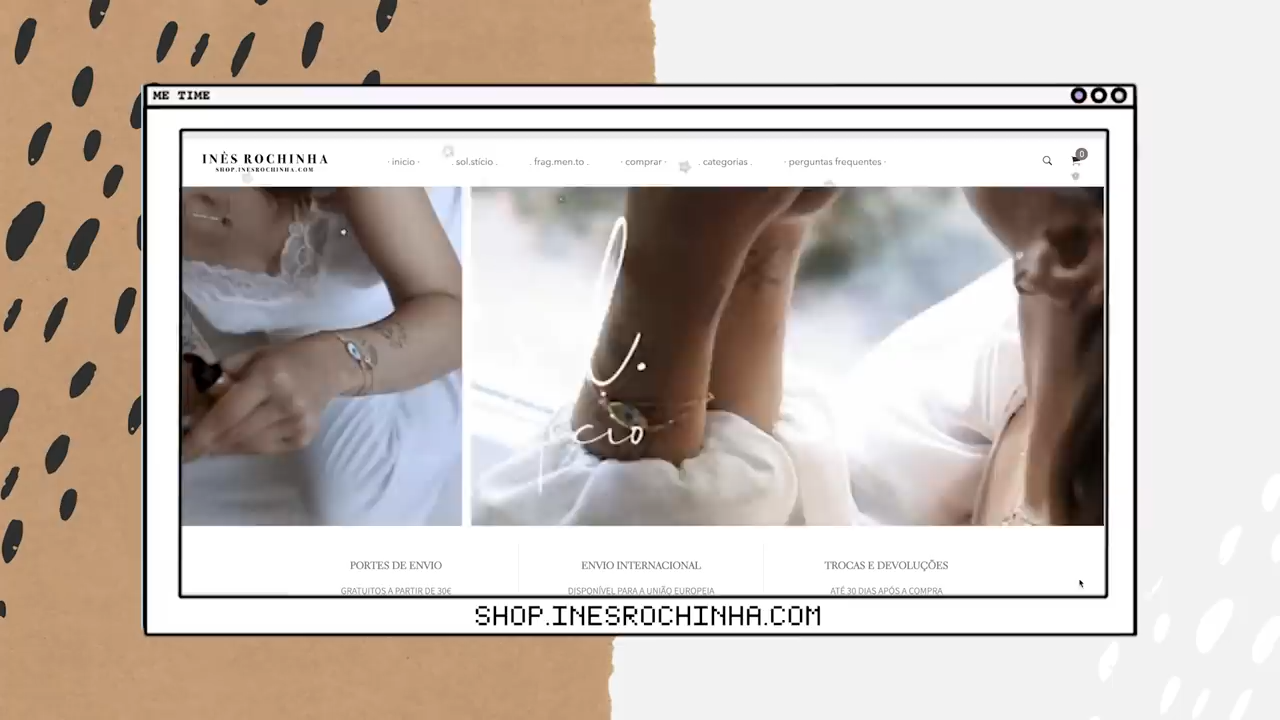 ME TIME
INÊS ROCHINHA
SHOP.INESROCHINHA.COM
· inicio ·
. sol.stício .
. frag.men.to .
· comprar ·
. categorias .
· perguntas frequentes ·
0
PORTES DE ENVIO
ENVIO INTERNACIONAL
TROCAS E DEVOLUÇÕES
GRATUITOS A PARTIR DE 30€
DISPONÍVEL PARA A UNIÃO EUROPEIA
ATÉ 30 DIAS APÓS A COMPRA
SHOP.INESROCHINHA.COM